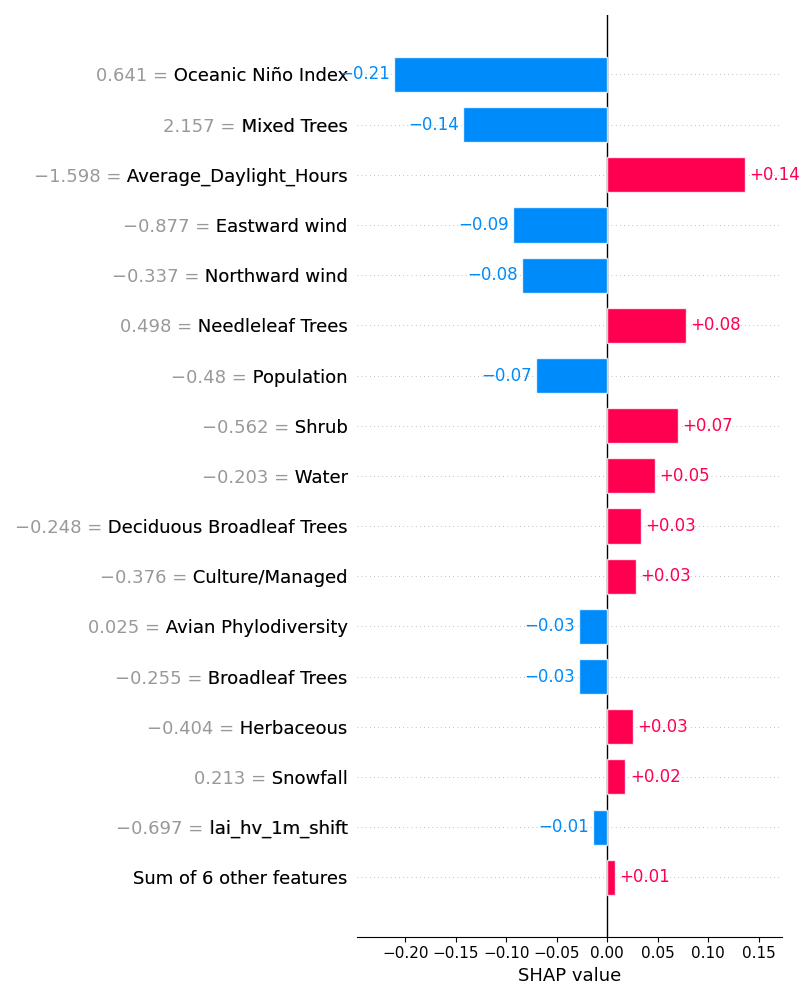 0.641 = Oceanic Niño Index −0.21
2.157 = Mixed Trees −0.14
−1.598 = Average_Daylight_Hours +0.14
−0.877 = Eastward wind −0.09
−0.337 = Northward wind −0.08
0.498 = Needleleaf Trees +0.08
−0.48 = Population −0.07
−0.562 = Shrub +0.07
−0.203 = Water +0.05
−0.248 = Deciduous Broadleaf Trees +0.03
−0.376 = Culture/Managed +0.03
0.025 = Avian Phylodiversity −0.03
−0.255 = Broadleaf Trees −0.03
−0.404 = Herbaceous +0.03
0.213 = Snowfall +0.02
−0.697 = lai_hv_1m_shift −0.01
Sum of 6 other features +0.01
−0.20 −0.15 −0.10 −0.05 0.00 0.05 0.10 0.15
SHAP value